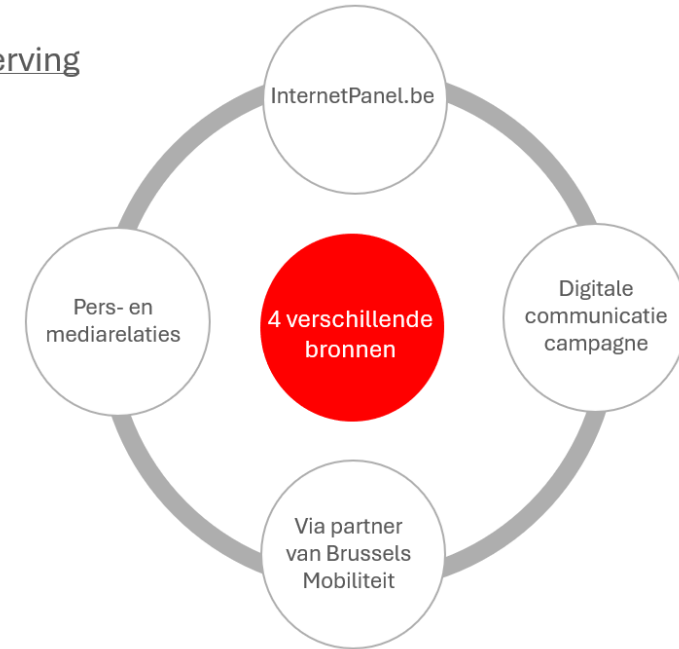 erving
InternetPanel.be
Pers- en
mediarelaties
4 verschillende
bronnen
Digitale
communicatie
campagne
Via partner
van Brussels
Mobiliteit